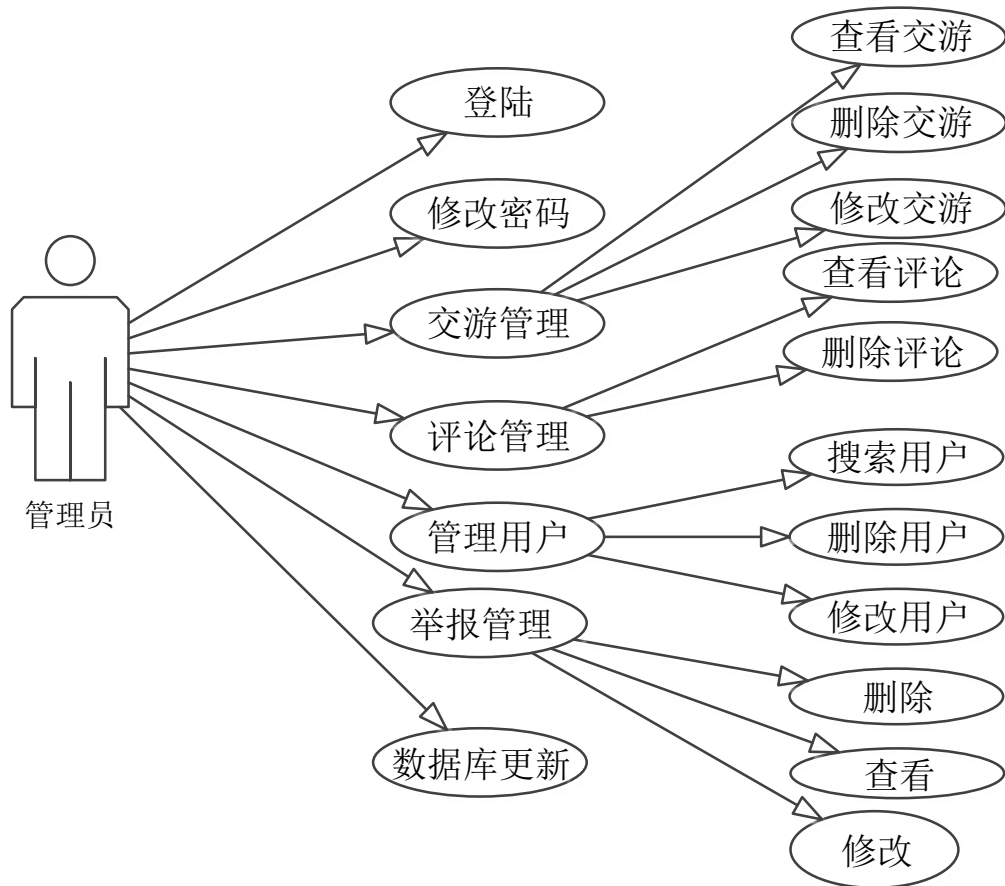 查看交游
登陆
删除交游
修改密码
修改交游
查看评论
交游管理
删除评论
评论管理
搜索用户
管理员
管理用户
删除用户
举报管理
修改用户
删除
数据库更新
查看
修改